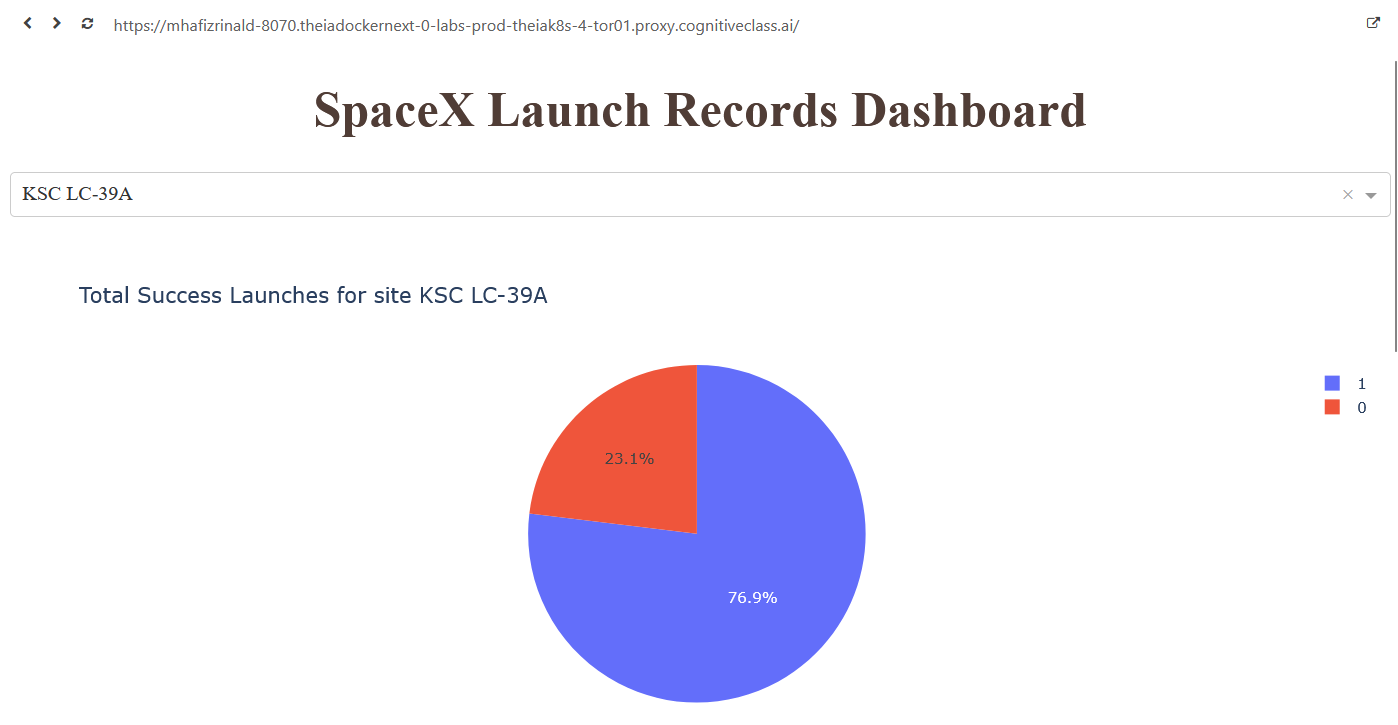 https://mhafizrinald-8070.theiadockernext-0-labs-prod-theiak8s-4-tor01.proxy.cognitiveclass.ai/
SpaceX Launch Records Dashboard
KSC LC-39A
Total Success Launches for site KSC LC-39A
1
0
23.1%
76.9%